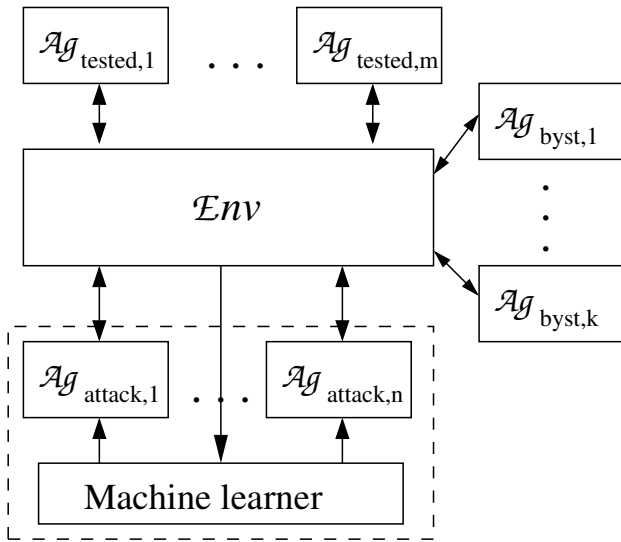 Ag tested,1 . . . Ag tested,m
Ag byst,1
Env
.
.
.
Ag byst,k
Ag attack,1 . . . Ag attack,n
Machine learner